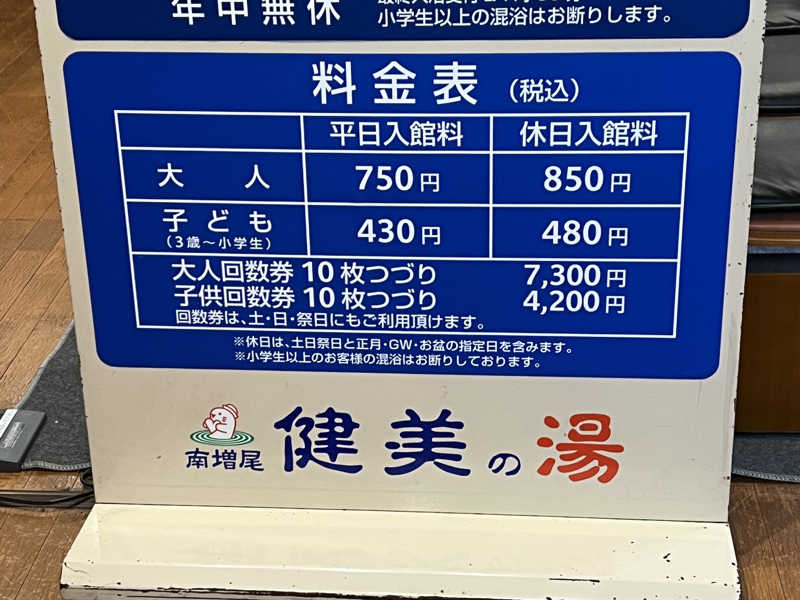 年中無休
小学生以上の混浴はお断りします。
料金表 (税込)
平日入館料 休日入館料
大人 750円 850円
子ども 430円 480円
(3歳~小学生)
大人回数券10枚つづり 7,300円
子供回数券10枚つづり 4,200円
回数券は、土・日・祭日にもご利用頂けます。
※休日は、土日祭日と正月・GW・お盆の指定日を含みます。
※小学生以上のお客様の混浴はお断りしております。
南増尾 健美の湯